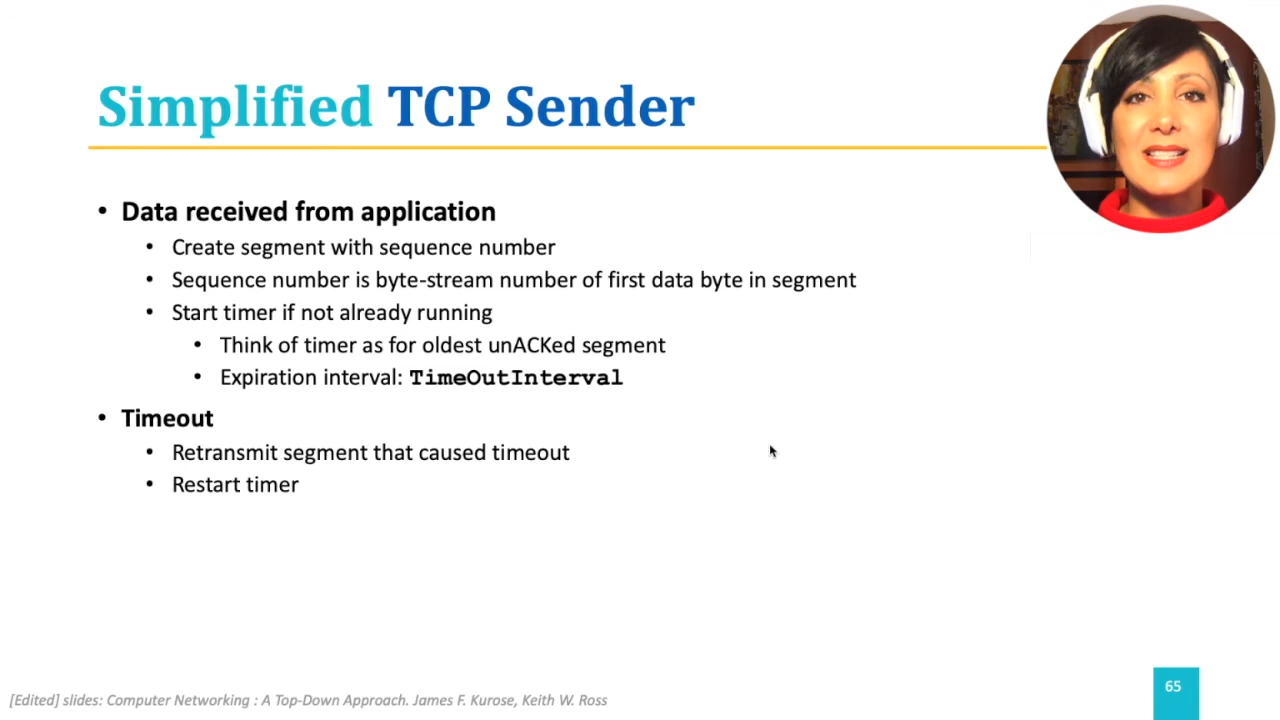 Simplified TCP Sender
• Data received from application
• Create segment with sequence number
• Sequence number is byte-stream number of first data byte in segment
• Start timer if not already running
• Think of timer as for oldest unACKed segment
• Expiration interval: TimeOutInterval
• Timeout
• Retransmit segment that caused timeout
• Restart timer
[Edited] slides: Computer Networking : A Top-Down Approach. James F. Kurose, Keith W. Ross
65